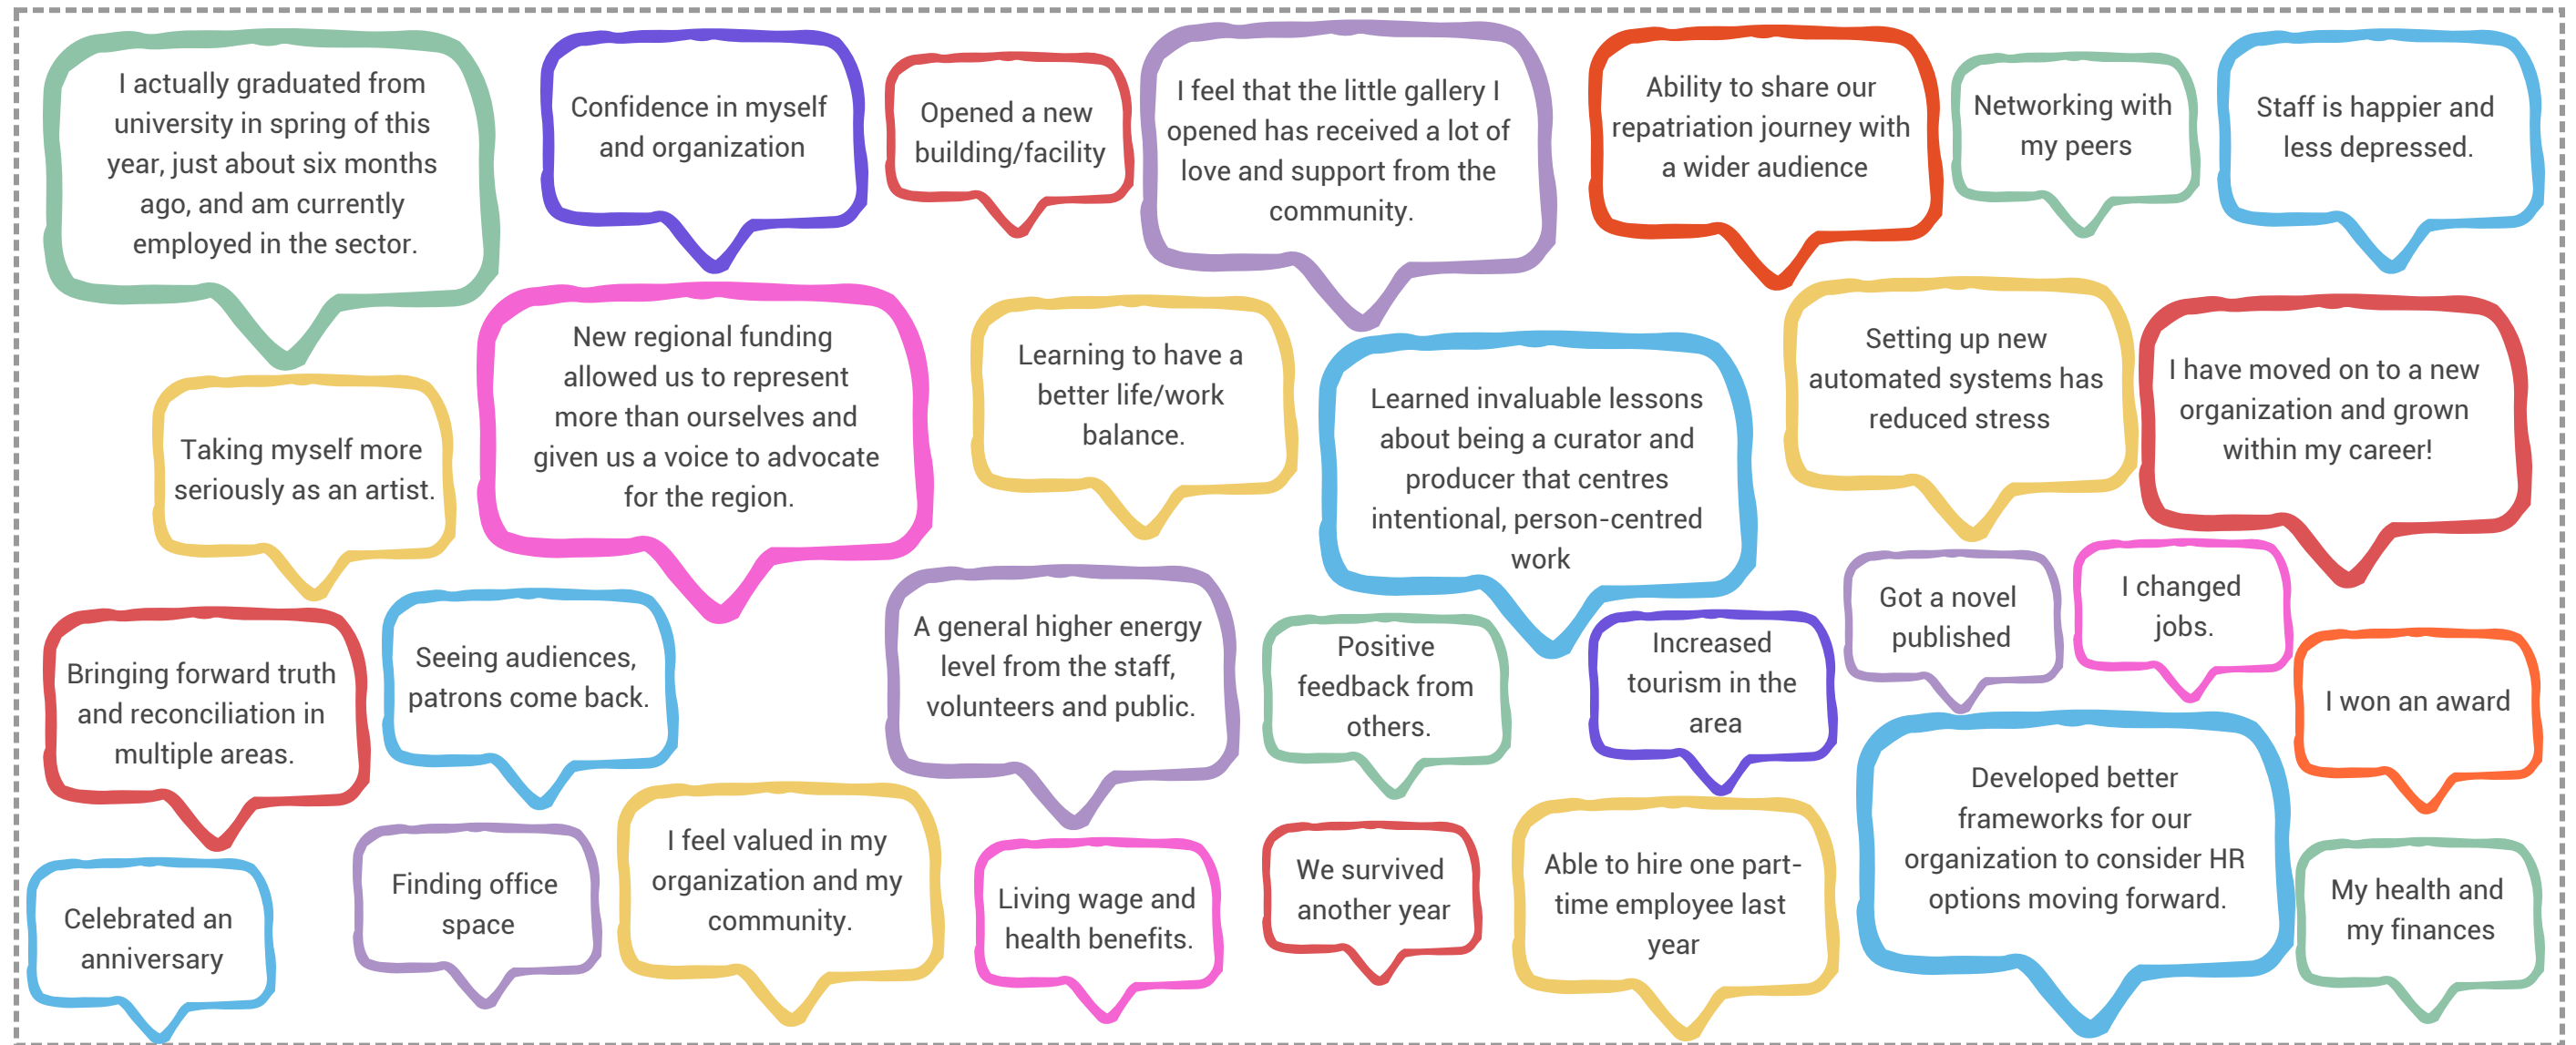 I actually graduated from
university in spring of this
year, just about six months
ago, and am currently
employed in the sector.
Confidence in myself
and organization
Opened a new
building/facility
I feel that the little gallery I
opened has received a lot of
love and support from the
community.
Ability to share our
repatriation journey with
a wider audience
Networking with
my peers
Staff is happier and
less depressed.
Taking myself more
seriously as an artist.
New regional funding
allowed us to represent
more than ourselves and
given us a voice to advocate
for the region.
Learning to have a
better life/work
balance.
Learned invaluable lessons
about being a curator and
producer that centres
intentional, person-centred
work
Setting up new
automated systems has
reduced stress
I have moved on to a new
organization and grown
within my career!
Bringing forward truth
and reconciliation in
multiple areas.
Seeing audiences,
patrons come back.
A general higher energy
level from the staff,
volunteers and public.
Positive
feedback from
others.
Increased
tourism in the
area
Got a novel
published
I changed
jobs.
I won an award
Celebrated an
anniversary
Finding office
space
I feel valued in my
organization and my
community.
Living wage and
health benefits.
We survived
another year
Able to hire one part-
time employee last
year
Developed better
frameworks for our
organization to consider HR
options moving forward.
My health and
my finances